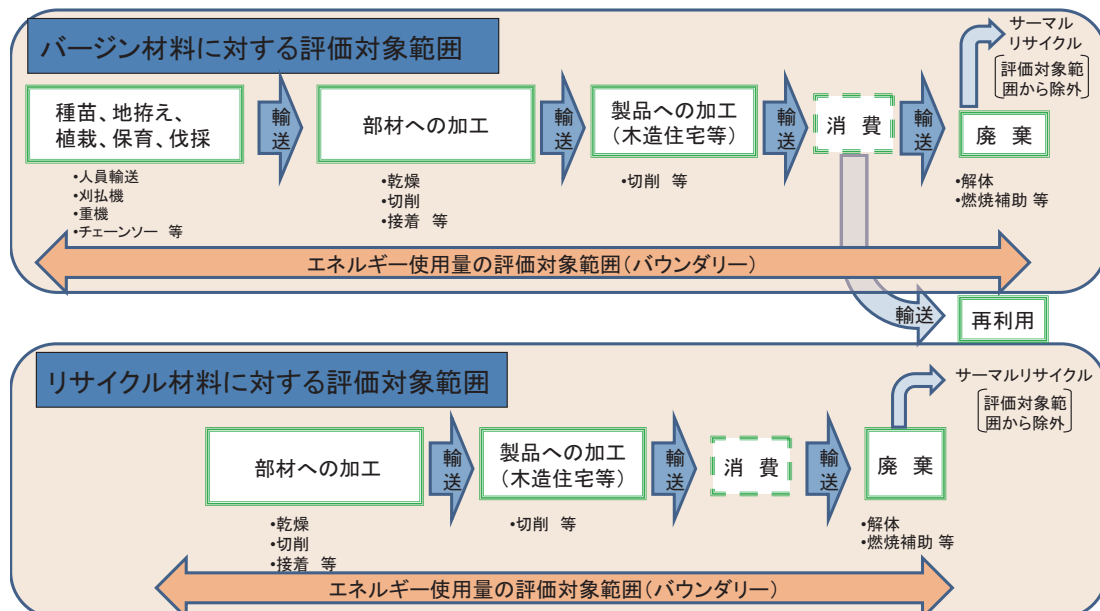 バージン材料に対する評価対象範囲
サーマル
リサイクル
評価対象範
囲から除外
種苗、地拵え、
植栽、保育、伐採
輸送
部材への加工
輸送
製品への加工
(木造住宅等)
輸送
消 費
輸送
廃 棄
•人員輸送
•刈払機
•重機
•チェーンソー 等
•乾燥
•切削
•接着 等
•切削 等
•解体
•燃焼補助 等
エネルギー使用量の評価対象範囲(バウンダリー)
輸送
再利用
リサイクル材料に対する評価対象範囲
サーマルリサイクル
評価対象範
囲から除外
部材への加工
輸送
製品への加工
(木造住宅等)
輸送
消 費
輸送
廃 棄
•乾燥
•切削
•接着 等
•切削 等
•解体
•燃焼補助 等
エネルギー使用量の評価対象範囲(バウンダリー)